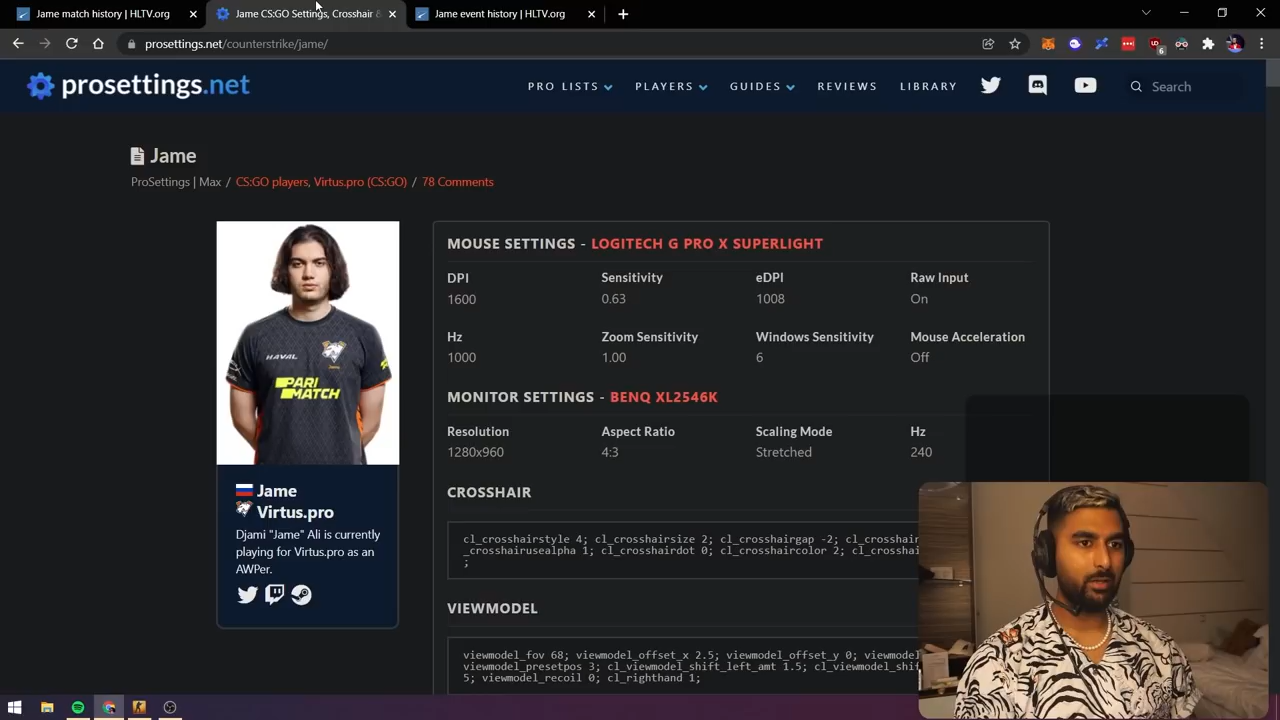 Jame match history | HLTV.org
Jame CS:GO Settings, Crosshair &
Jame event history | HLTV.org
prosettings.net/counterstrike/jame/
6
prosettings.net
PRO LISTS
PLAYERS
GUIDES
REVIEWS
LIBRARY
Search
Jame
ProSettings | Max / CS:GO players, Virtus.pro (CS:GO) / 78 Comments
HAVAL
PARI
MATCH
Jame
Virtus.pro
Djami "Jame" Ali is currently
playing for Virtus.pro as an
AWPer.
MOUSE SETTINGS - LOGITECH G PRO X SUPERLIGHT
DPI
Sensitivity
eDPI
Raw Input
1600
0.63
1008
On
Hz
Zoom Sensitivity
Windows Sensitivity
Mouse Acceleration
1000
1.00
6
Off
MONITOR SETTINGS - BENQ XL2546K
Resolution
Aspect Ratio
Scaling Mode
Hz
1280x960
4:3
Stretched
240
CROSSHAIR
cl_crosshairstyle 4; cl_crosshairsize 2; cl_crosshairgap -2; cl_crosshair
_crosshairusealpha 1; cl_crosshairdot 0; cl_crosshaircolor 2; cl_crossha
;
VIEWMODEL
viewmodel_fov 68; viewmodel_offset_x 2.5; viewmodel_offset_y 0; viewmode
viewmodel_presetpos 3; cl_viewmodel_shift_left_amt 1.5; cl_viewmodel_shif
5; viewmodel_recoil 0; cl_righthand 1;